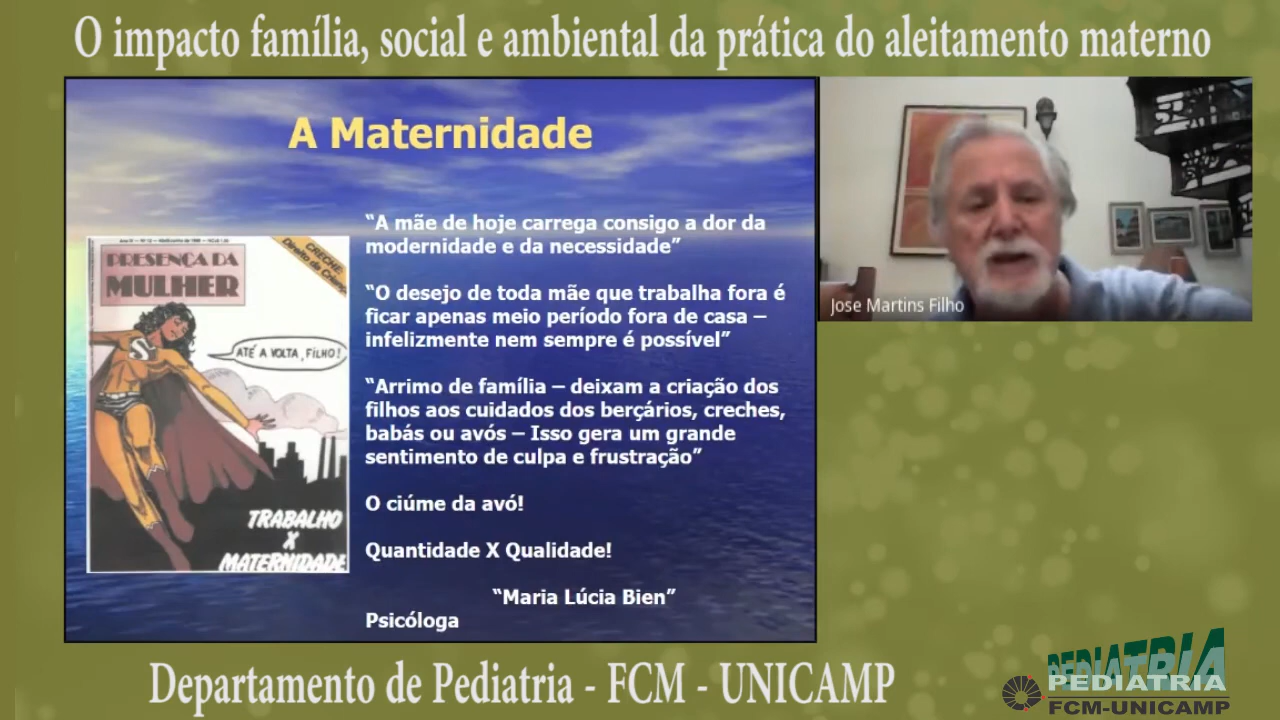 O impacto família, social e ambiental da prática do aleitamento materno
A Maternidade
“A mãe de hoje carrega consigo a dor da
modernidade e da necessidade”
“O desejo de toda mãe que trabalha fora é
ficar apenas meio período fora de casa –
infelizmente nem sempre é possível”
“Arrimo de família – deixam a criação dos
filhos aos cuidados dos berçários, creches,
babás ou avós – Isso gera um grande
sentimento de culpa e frustração”
O ciúme da avó!
Quantidade X Qualidade!
“Maria Lúcia Bien”
Psicóloga
PRESENÇA DA
MULHER
CRECHE:
Direito da
ATÉ A VOLTA, FILHO!
TRABALHO
X
MATERNIDADE
Jose Martins Filho
Departamento de Pediatria - FCM - UNICAMP
PEDIATRIA
PEDIATRIA
FCM-UNICAMP